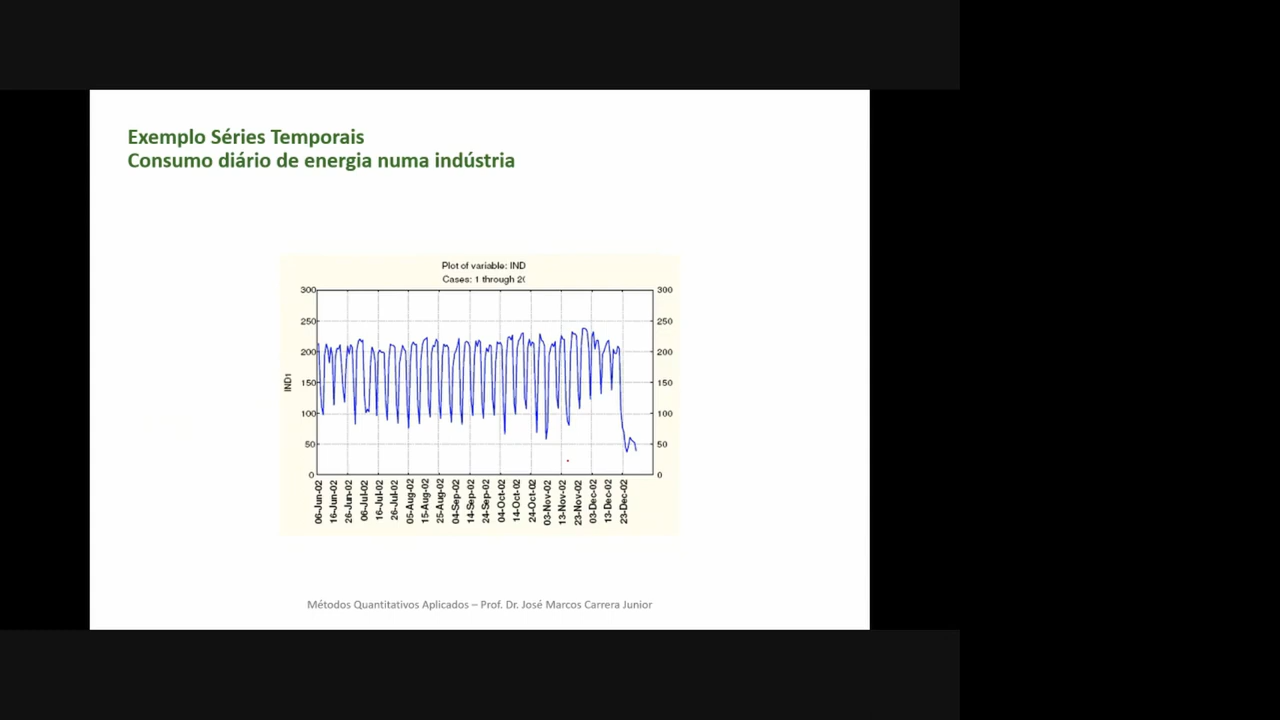 Exemplo Séries Temporais
Consumo diário de energia numa indústria
Plot of variable: IND
Cases: 1 through 2(
300 300
250 250
200 200
150 150
100 100
50 50
0 0
IND1
06-Jun-02 16-Jun-02 26-Jun-02 06-Jul-02 16-Jul-02 26-Jul-02 05-Aug-02 15-Aug-02 25-Aug-02 04-Sep-02 14-Sep-02 24-Sep-02 04-Oct-02 14-Oct-02 24-Oct-02 03-Nov-02 13-Nov-02 23-Nov-02 03-Dec-02 13-Dec-02 23-Dec-02
Métodos Quantitativos Aplicados – Prof. Dr. José Marcos Carrera Junior